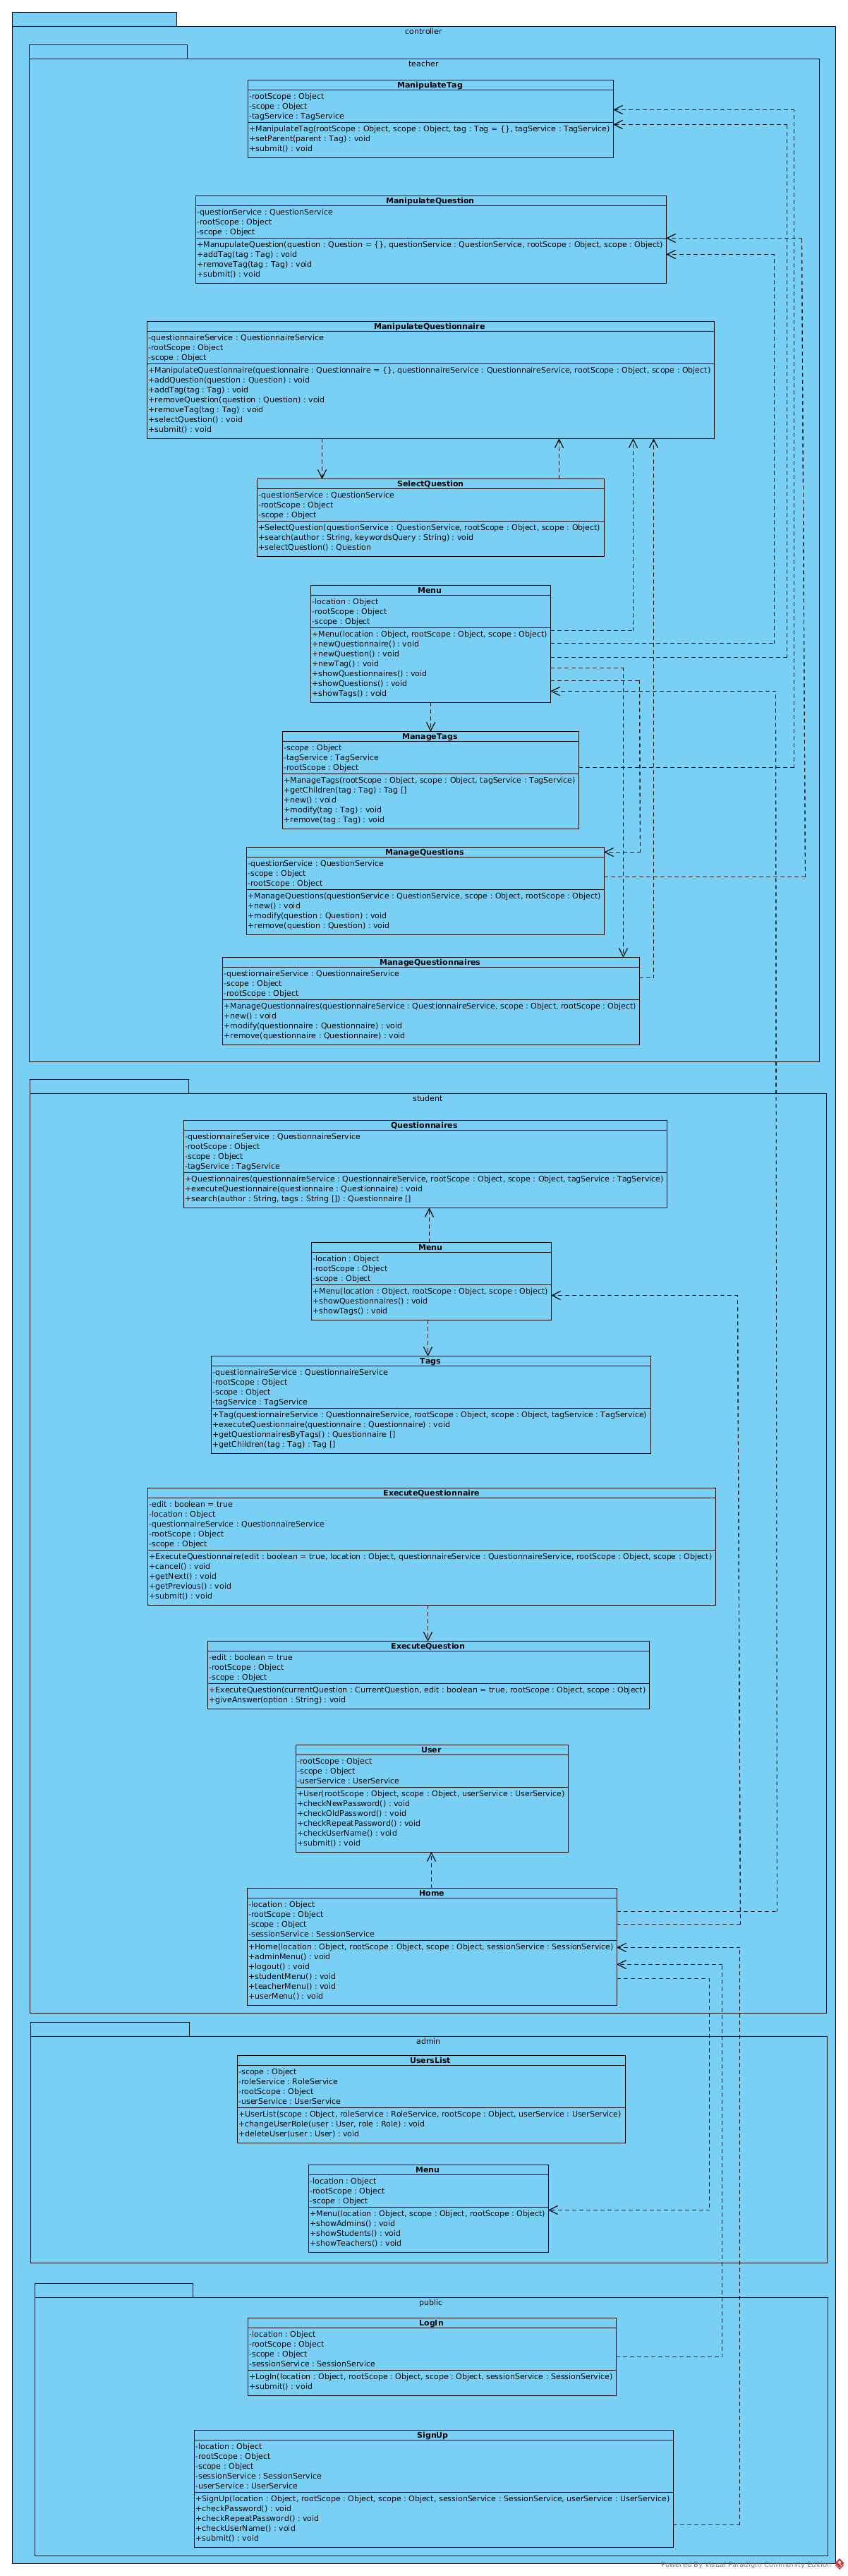 controller
teacher
ManipulateTag
-rootScope : Object
-scope : Object
-tagService : TagService
+ManipulateTag(rootScope : Object, scope : Object, tag : Tag = {}, tagService : TagService)
+setParent(parent : Tag) : void
+submit() : void
ManipulateQuestion
-questionService : QuestionService
-rootScope : Object
-scope : Object
+ManupulateQuestion(question : Question = {}, questionService : QuestionService, rootScope : Object, scope : Object)
+addTag(tag : Tag) : void
+removeTag(tag : Tag) : void
+submit() : void
ManipulateQuestionnaire
-questionnaireService : QuestionnaireService
-rootScope : Object
-scope : Object
+ManipulateQuestionnaire(questionnaire : Questionnaire = {}, questionnaireService : QuestionnaireService, rootScope : Object, scope : Object)
+addQuestion(question : Question) : void
+addTag(tag : Tag) : void
+removeQuestion(question : Question) : void
+removeTag(tag : Tag) : void
+selectQuestion() : void
+submit() : void
SelectQuestion
-questionService : QuestionService
-rootScope : Object
-scope : Object
+SelectQuestion(questionService : QuestionService, rootScope : Object, scope : Object)
+search(author : String, keywordsQuery : String) : void
+selectQuestion() : Question
Menu
-location : Object
-rootScope : Object
-scope : Object
+Menu(location : Object, rootScope : Object, scope : Object)
+newQuestionnaire() : void
+newQuestion() : void
+newTag() : void
+showQuestionnaires() : void
+showQuestions() : void
+showTags() : void
ManageTags
-scope : Object
-tagService : TagService
-rootScope : Object
+ManageTags(rootScope : Object, scope : Object, tagService : TagService)
+getChildren(tag : Tag) : Tag []
+new() : void
+modify(tag : Tag) : void
+remove(tag : Tag) : void
ManageQuestions
-questionService : QuestionService
-scope : Object
-rootScope : Object
+ManageQuestions(questionService : QuestionService, scope : Object, rootScope : Object)
+new() : void
+modify(question : Question) : void
+remove(question : Question) : void
ManageQuestionnaires
-questionnaireService : QuestionnaireService
-scope : Object
-rootScope : Object
+ManageQuestionnaires(questionnaireService : QuestionnaireService, scope : Object, rootScope : Object)
+new() : void
+modify(questionnaire : Questionnaire) : void
+remove(questionnaire : Questionnaire) : void
student
Questionnaires
-questionnaireService : QuestionnaireService
-rootScope : Object
-scope : Object
-tagService : TagService
+Questionnaires(questionnaireService : QuestionnaireService, rootScope : Object, scope : Object, tagService : TagService)
+executeQuestionnaire(questionnaire : Questionnaire) : void
+search(author : String, tags : String []) : Questionnaire []
Menu
-location : Object
-rootScope : Object
-scope : Object
+Menu(location : Object, rootScope : Object, scope : Object)
+showQuestionnaires() : void
+showTags() : void
Tags
-questionnaireService : QuestionnaireService
-rootScope : Object
-scope : Object
-tagService : TagService
+Tag(questionnaireService : QuestionnaireService, rootScope : Object, scope : Object, tagService : TagService)
+executeQuestionnaire(questionnaire : Questionnaire) : void
+getQuestionnairesByTags() : Questionnaire []
+getChildren(tag : Tag) : Tag []
ExecuteQuestionnaire
-edit : boolean = true
-location : Object
-questionnaireService : QuestionnaireService
-rootScope : Object
-scope : Object
+ExecuteQuestionnaire(edit : boolean = true, location : Object, questionnaireService : QuestionnaireService, rootScope : Object, scope : Object)
+cancel() : void
+getNext() : void
+getPrevious() : void
+submit() : void
ExecuteQuestion
-edit : boolean = true
-rootScope : Object
-scope : Object
+ExecuteQuestion(currentQuestion : CurrentQuestion, edit : boolean = true, rootScope : Object, scope : Object)
+giveAnswer(option : String) : void
User
-rootScope : Object
-scope : Object
-userService : UserService
+User(rootScope : Object, scope : Object, userService : UserService)
+checkNewPassword() : void
+checkOldPassword() : void
+checkRepeatPassword() : void
+checkUserName() : void
+submit() : void
Home
-location : Object
-rootScope : Object
-scope : Object
-sessionService : SessionService
+Home(location : Object, rootScope : Object, scope : Object, sessionService : SessionService)
+adminMenu() : void
+logout() : void
+studentMenu() : void
+teacherMenu() : void
+userMenu() : void
admin
UsersList
-scope : Object
-roleService : RoleService
-rootScope : Object
-userService : UserService
+UserList(scope : Object, roleService : RoleService, rootScope : Object, userService : UserService)
+changeUserRole(user : User, role : Role) : void
+deleteUser(user : User) : void
Menu
-location : Object
-rootScope : Object
-scope : Object
+Menu(location : Object, scope : Object, rootScope : Object)
+showAdmins() : void
+showStudents() : void
+showTeachers() : void
public
LogIn
-location : Object
-rootScope : Object
-scope : Object
-sessionService : SessionService
+LogIn(location : Object, rootScope : Object, scope : Object, sessionService : SessionService)
+submit() : void
SignUp
-location : Object
-rootScope : Object
-scope : Object
-sessionService : SessionService
-userService : UserService
+SignUp(location : Object, rootScope : Object, scope : Object, sessionService : SessionService, userService : UserService)
+checkPassword() : void
+checkRepeatPassword() : void
+checkUserName() : void
+submit() : void
Powered By Visual Paradigm Community Edition